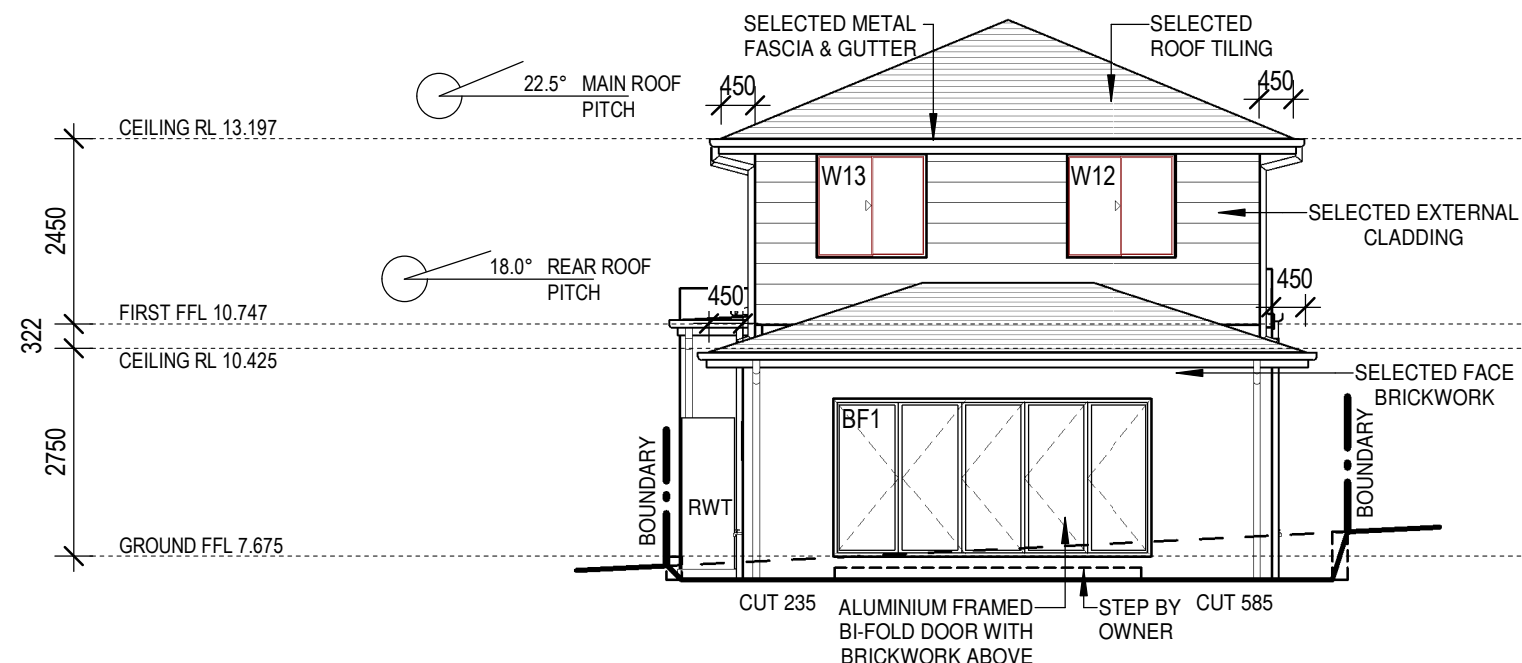 SELECTED METAL
FASCIA & GUTTER
SELECTED
ROOF TILING
22.5° MAIN ROOF
PITCH
450
450
CEILING RL 13.197
W13
W12
2450
SELECTED EXTERNAL
CLADDING
18.0° REAR ROOF
PITCH
450
450
FIRST FFL 10.747
322
CEILING RL 10.425
SELECTED FACE
BRICKWORK
BF1
2750
BOUNDARY
BOUNDARY
RWT
GROUND FFL 7.675
CUT 235
ALUMINIUM FRAMED
BI-FOLD DOOR WITH
BRICKWORK ABOVE
STEP BY
OWNER
CUT 585